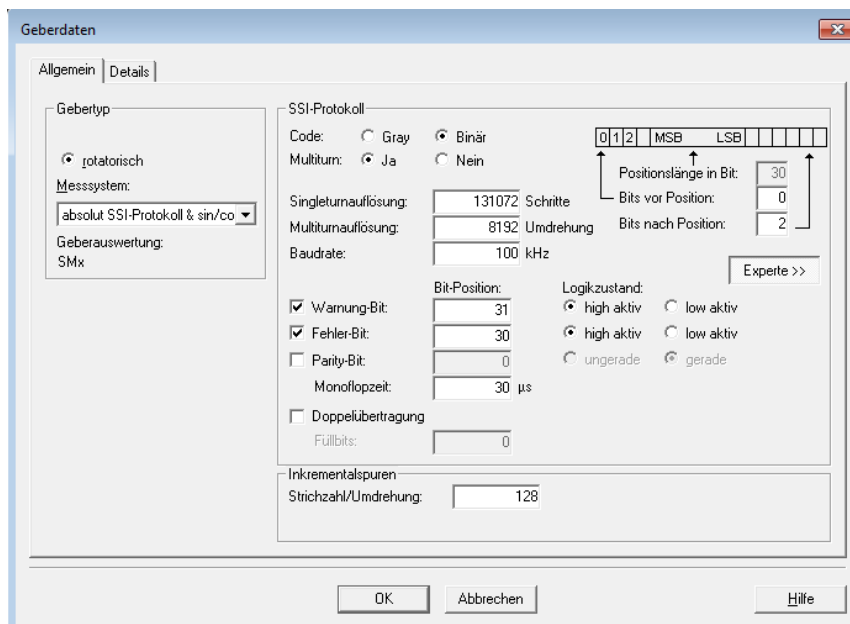 Geberdaten
Allgemein Details
Gebertyp
rotatorisch
Messsystem:
absolut SSI-Protokoll & sin/co
Geberauswertung:
SMx
SSI-Protokoll
Code: Gray Binär
Multiturn: Ja Nein
0 1 2 MSB LSB
Positionslänge in Bit: 30
Bits vor Position: 0
Bits nach Position: 2
Singleturnauflösung: 131072 Schritte
Multiturnauflösung: 8192 Umdrehung
Baudrate: 100 kHz
Experte >>
Bit-Position: Logikzustand:
Warnung-Bit: 31 high aktiv low aktiv
Fehler-Bit: 30 high aktiv low aktiv
Parity-Bit: 0 ungerade gerade
Monoflopzeit: 30 µs
Doppelübertragung
Füllbits: 0
Inkrementalspuren
Strichzahl/Umdrehung: 128
OK Abbrechen Hilfe